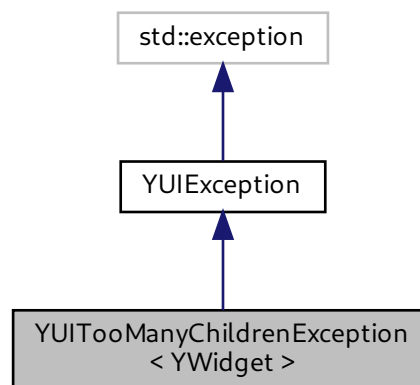 std::exception
YUIException
YUITooManyChildrenException
< YWidget >